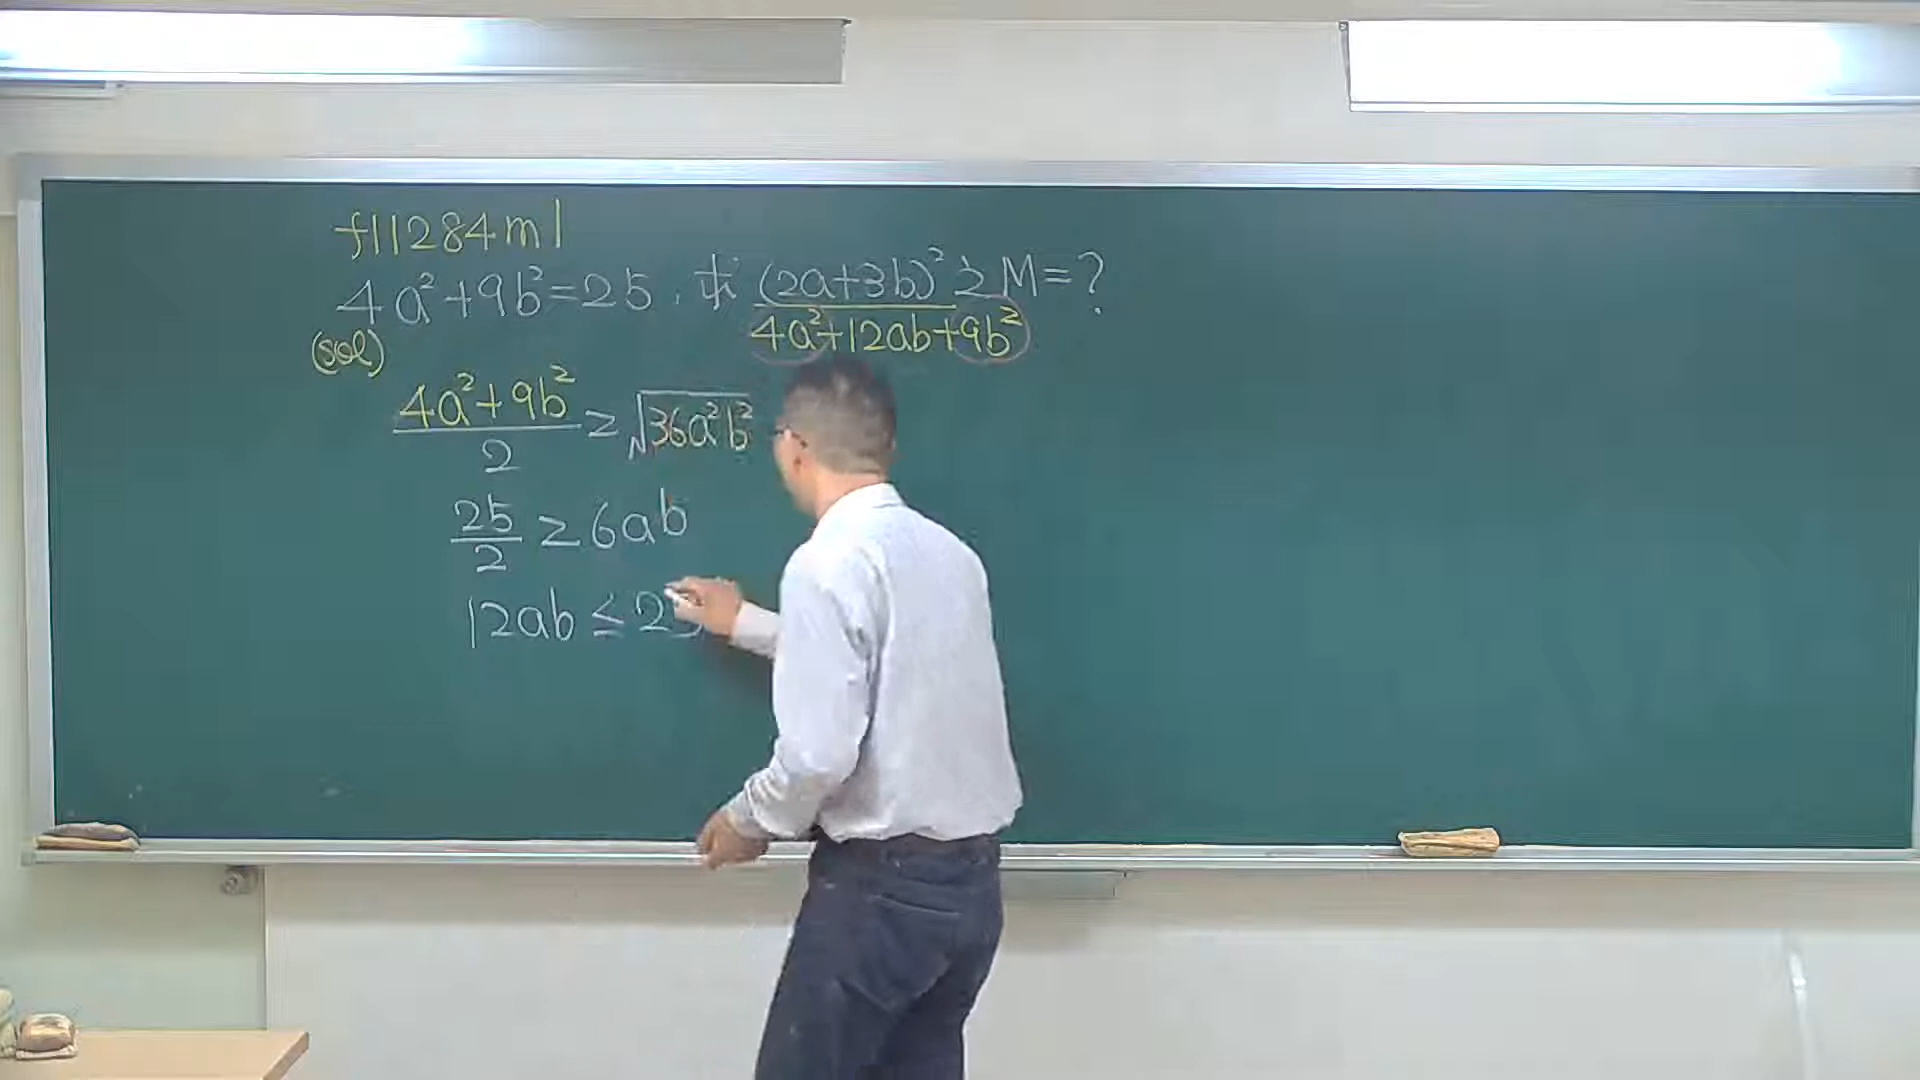 f11284m1
4a²+9b²=25，求 (2a+3b)² 之 M=?
4a²+12ab+9b²
(sol)
4a²+9b²/2 ≥ √36a²b²
25/2 ≥ 6ab
12ab ≤ 25